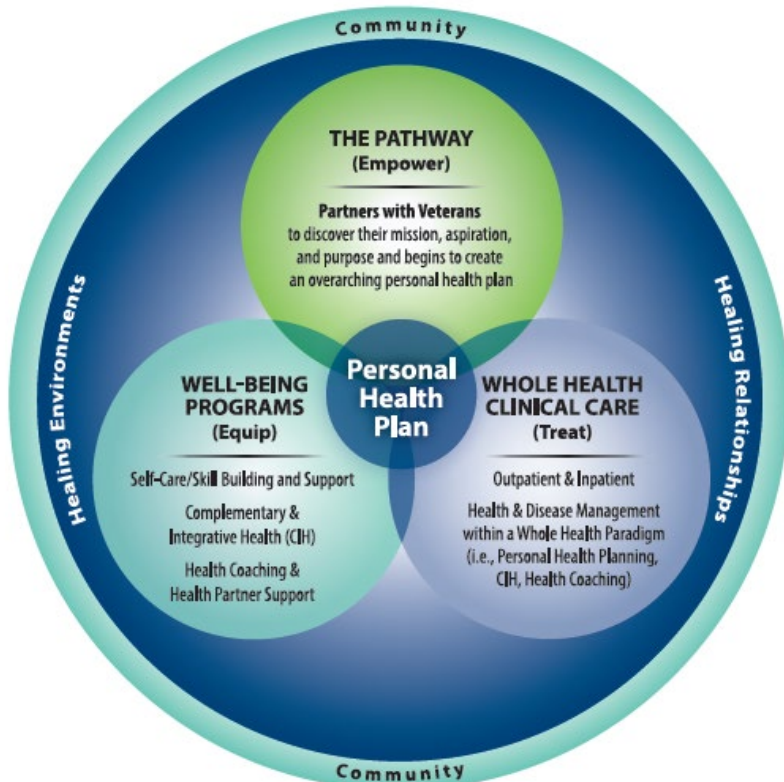 Community
THE PATHWAY
(Empower)
Partners with Veterans
to discover their mission, aspiration,
and purpose and begins to create
an overarching personal health plan
Healing Environments
Healing Relationships
Personal
Health
Plan
WELL-BEING
PROGRAMS
(Equip)
Self-Care/Skill Building and Support
Complementary &
Integrative Health (CIH)
Health Coaching &
Health Partner Support
WHOLE HEALTH
CLINICAL CARE
(Treat)
Outpatient & Inpatient
Health & Disease Management
within a Whole Health Paradigm
(i.e., Personal Health Planning,
CIH, Health Coaching)
Community